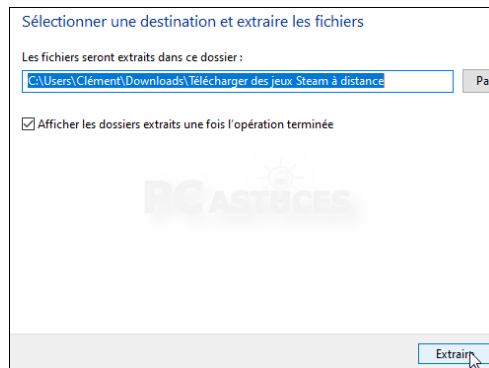 Sélectionner une destination et extraire les fichiers
Les fichiers seront extraits dans ce dossier :
C:\Users\Clément\Downloads\Télécharger des jeux Steam à distance
Pa
Afficher les dossiers extraits une fois l'opération terminée
PC ASTUCES
Extraire